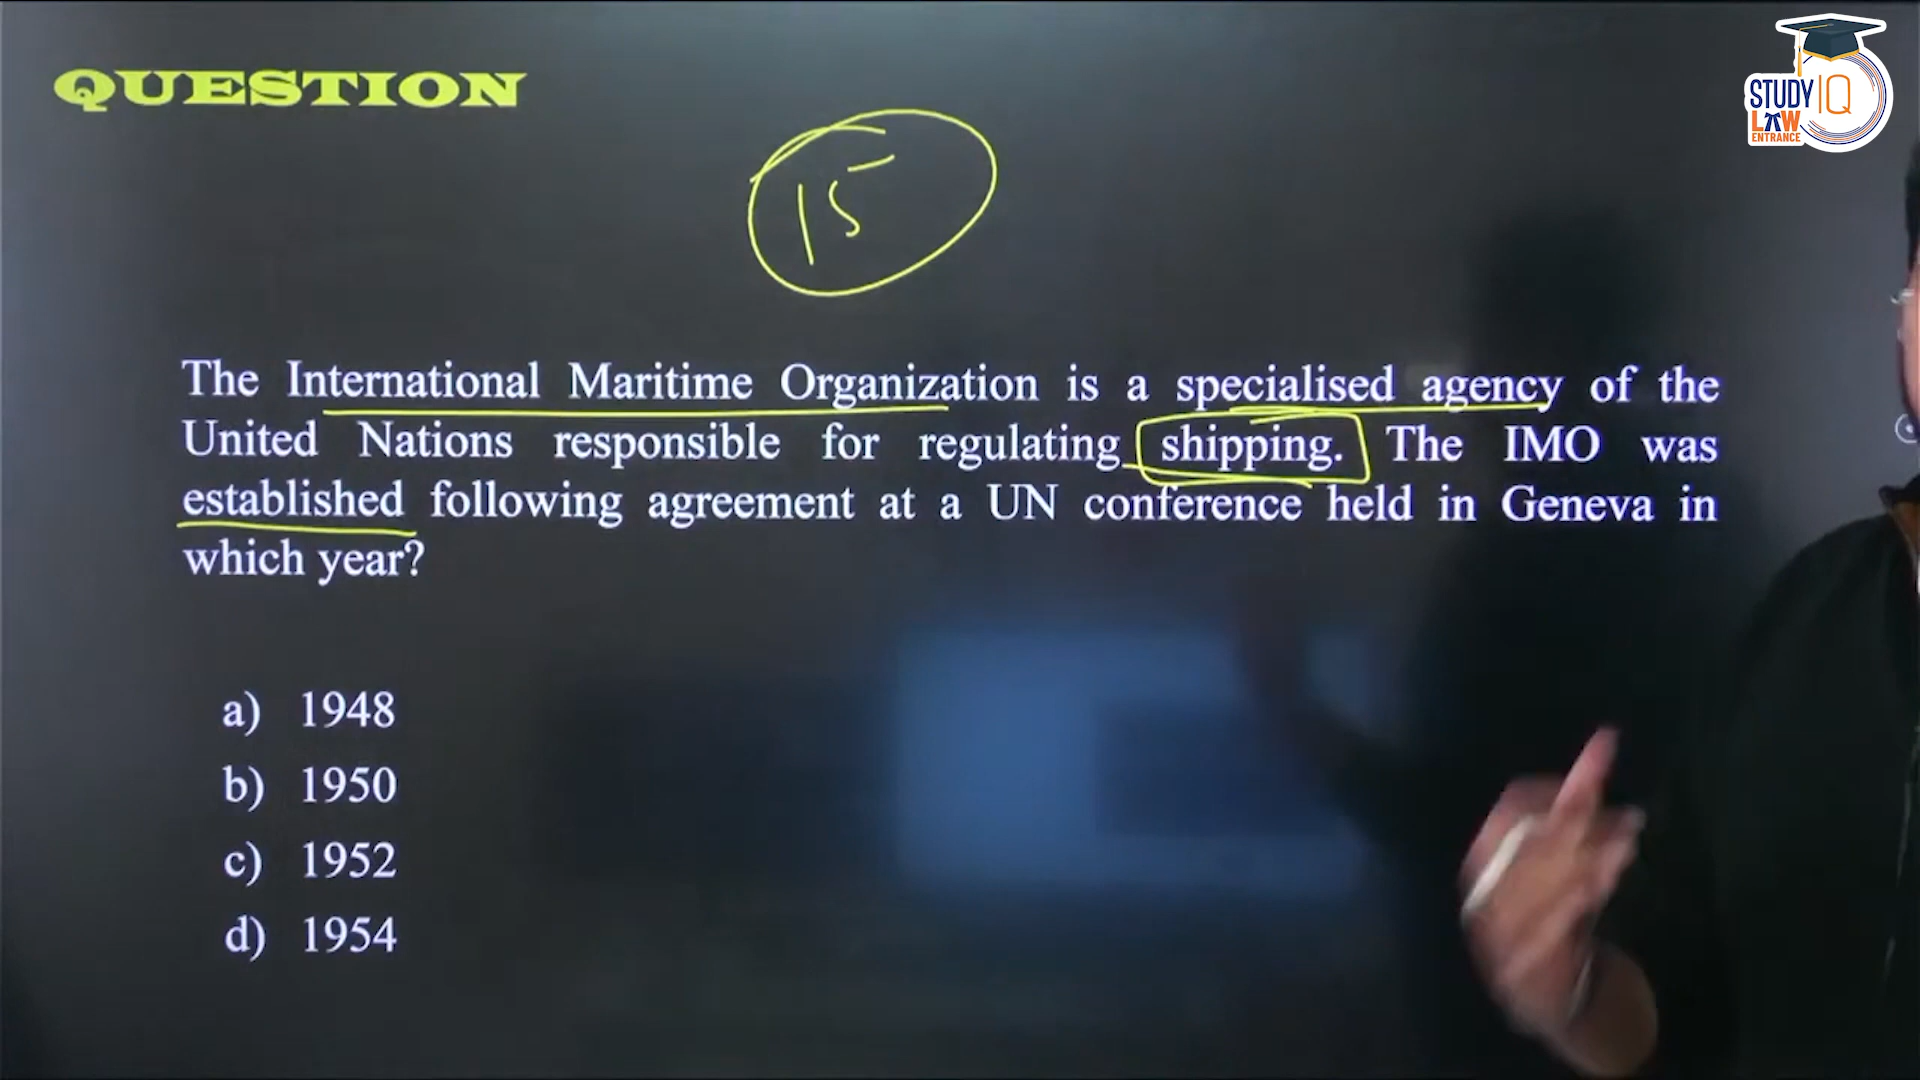 QUESTION
STUDY IQ
LAW
ENTRANCE
15
The International Maritime Organization is a specialised agency of the
United Nations responsible for regulating shipping. The IMO was
established following agreement at a UN conference held in Geneva in
which year?
a) 1948
b) 1950
c) 1952
d) 1954